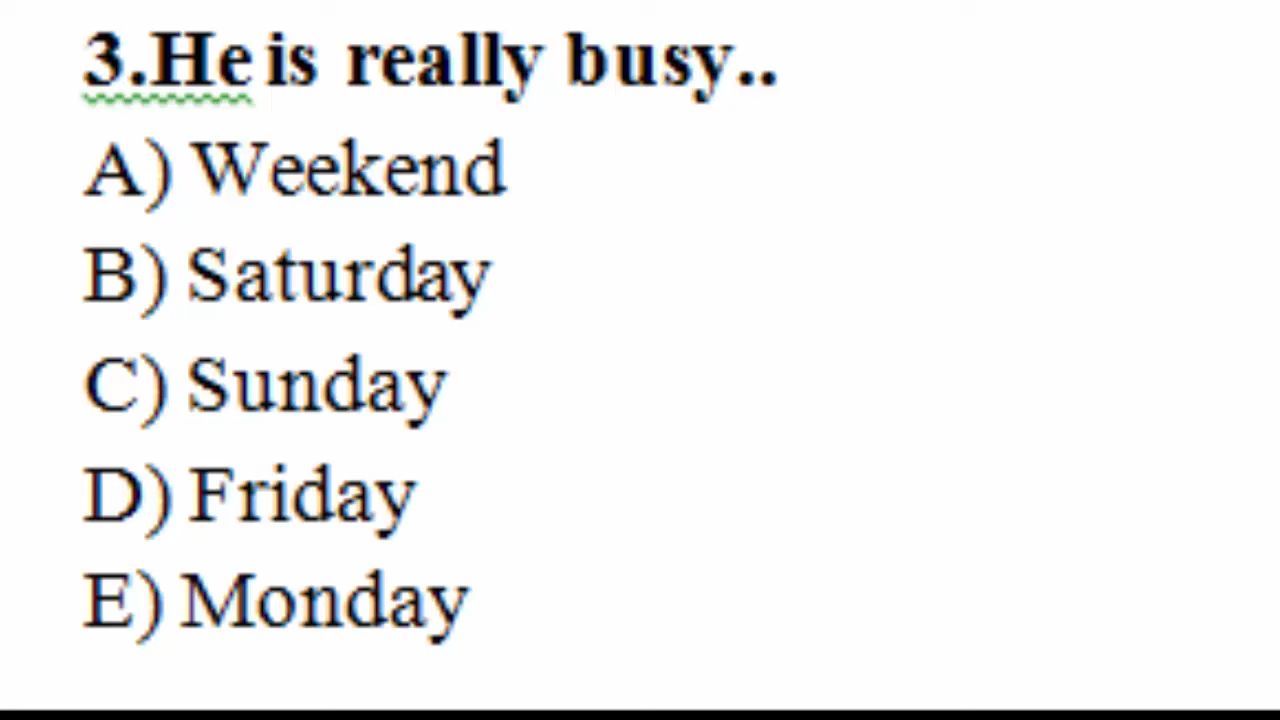 3.He is really busy..
A) Weekend
B) Saturday
C) Sunday
D) Friday
E) Monday